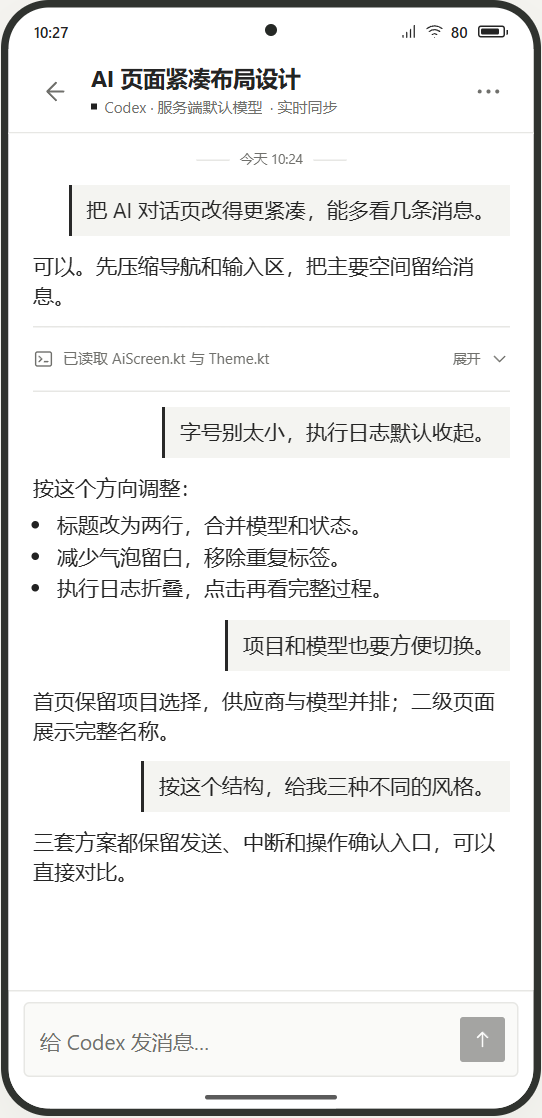 10:27
80
AI 页面紧凑布局设计
Codex · 服务端默认模型 · 实时同步
今天 10:24
把 AI 对话页改得更紧凑，能多看几条消息。
可以。先压缩导航和输入区，把主要空间留给消
息。
已读取 AiScreen.kt 与 Theme.kt
展开
字号别太小，执行日志默认收起。
按这个方向调整：
• 标题改为两行，合并模型和状态。
• 减少气泡留白，移除重复标签。
• 执行日志折叠，点击再看完整过程。
项目和模型也要方便切换。
首页保留项目选择，供应商与模型并排；二级页面
展示完整名称。
按这个结构，给我三种不同的风格。
三套方案都保留发送、中断和操作确认入口，可以
直接对比。
给 Codex 发消息...